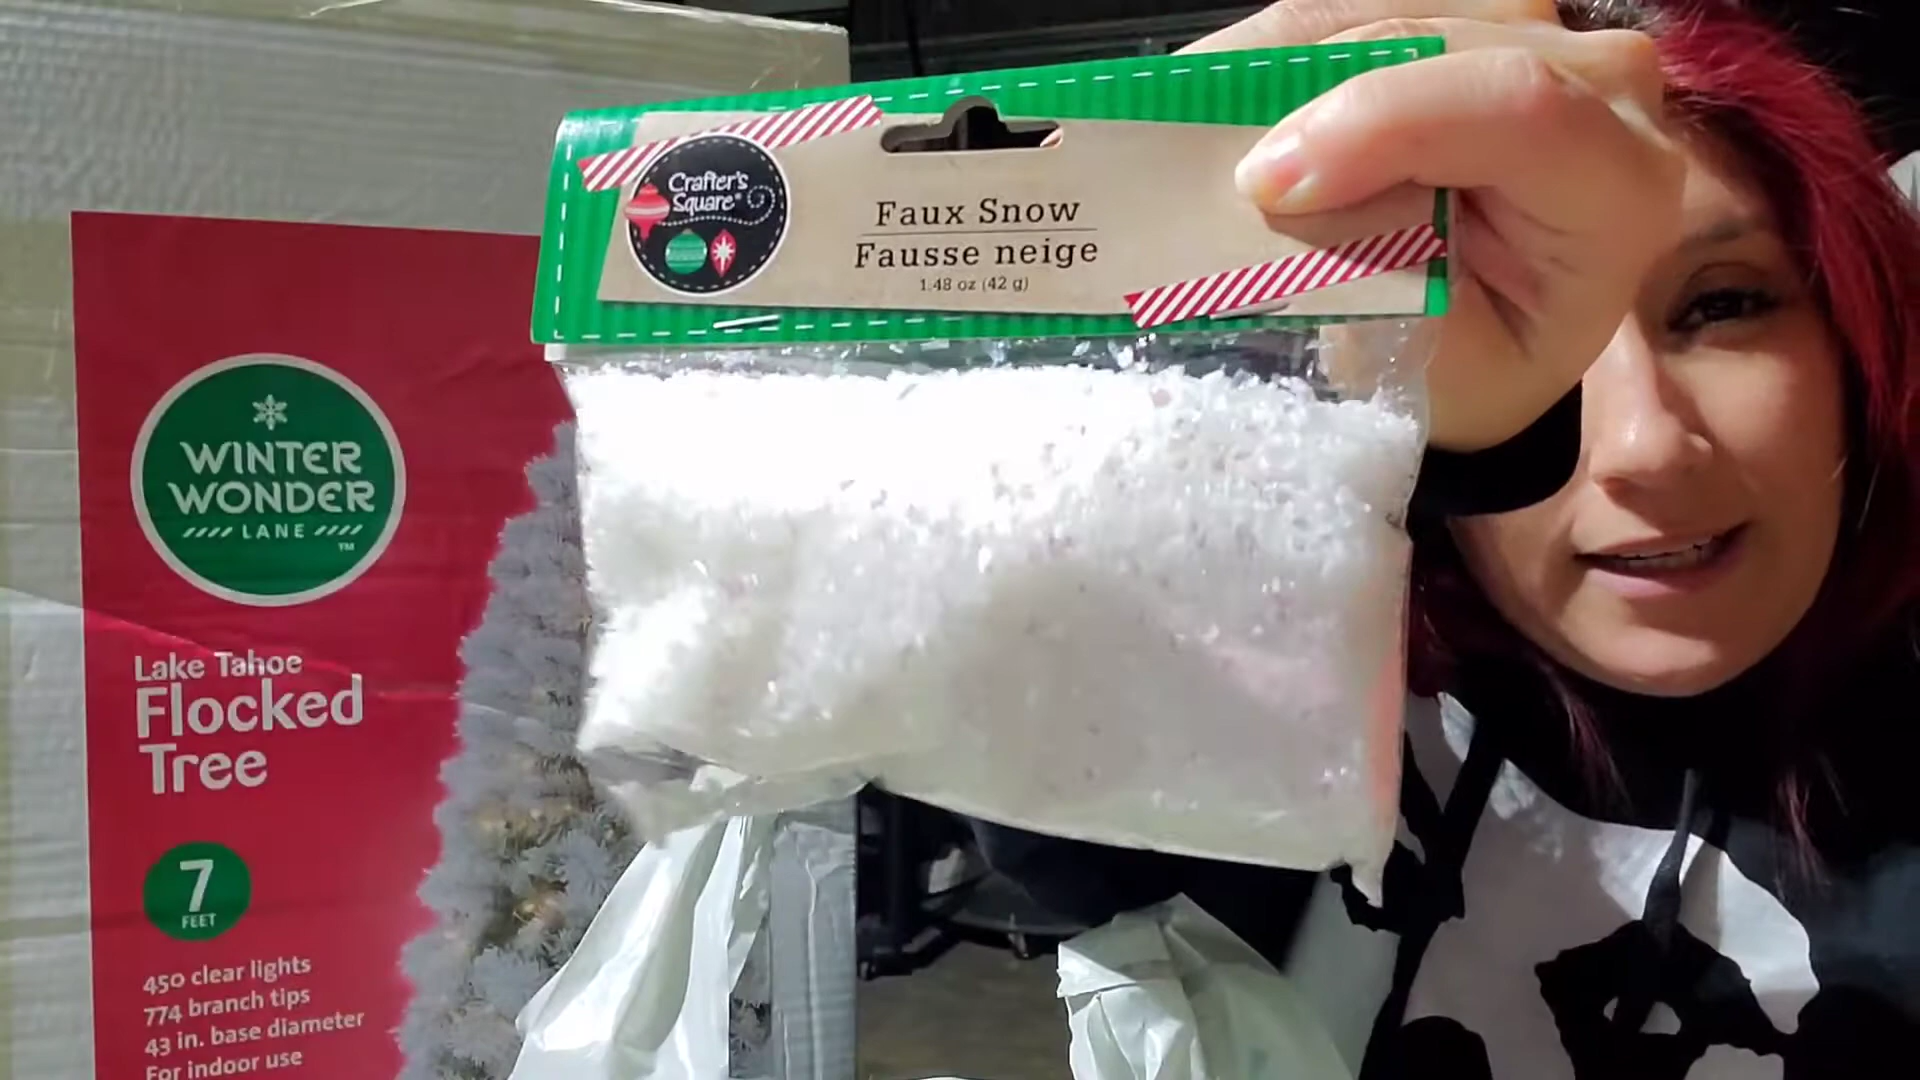 Crafter's
Square
Faux Snow
Fausse neige
1.48 oz (42 g)
WINTER
WONDER
LANE
TM
Lake Tahoe
Flocked
Tree
7
FEET
450 clear lights
774 branch tips
43 in. base diameter
For indoor use